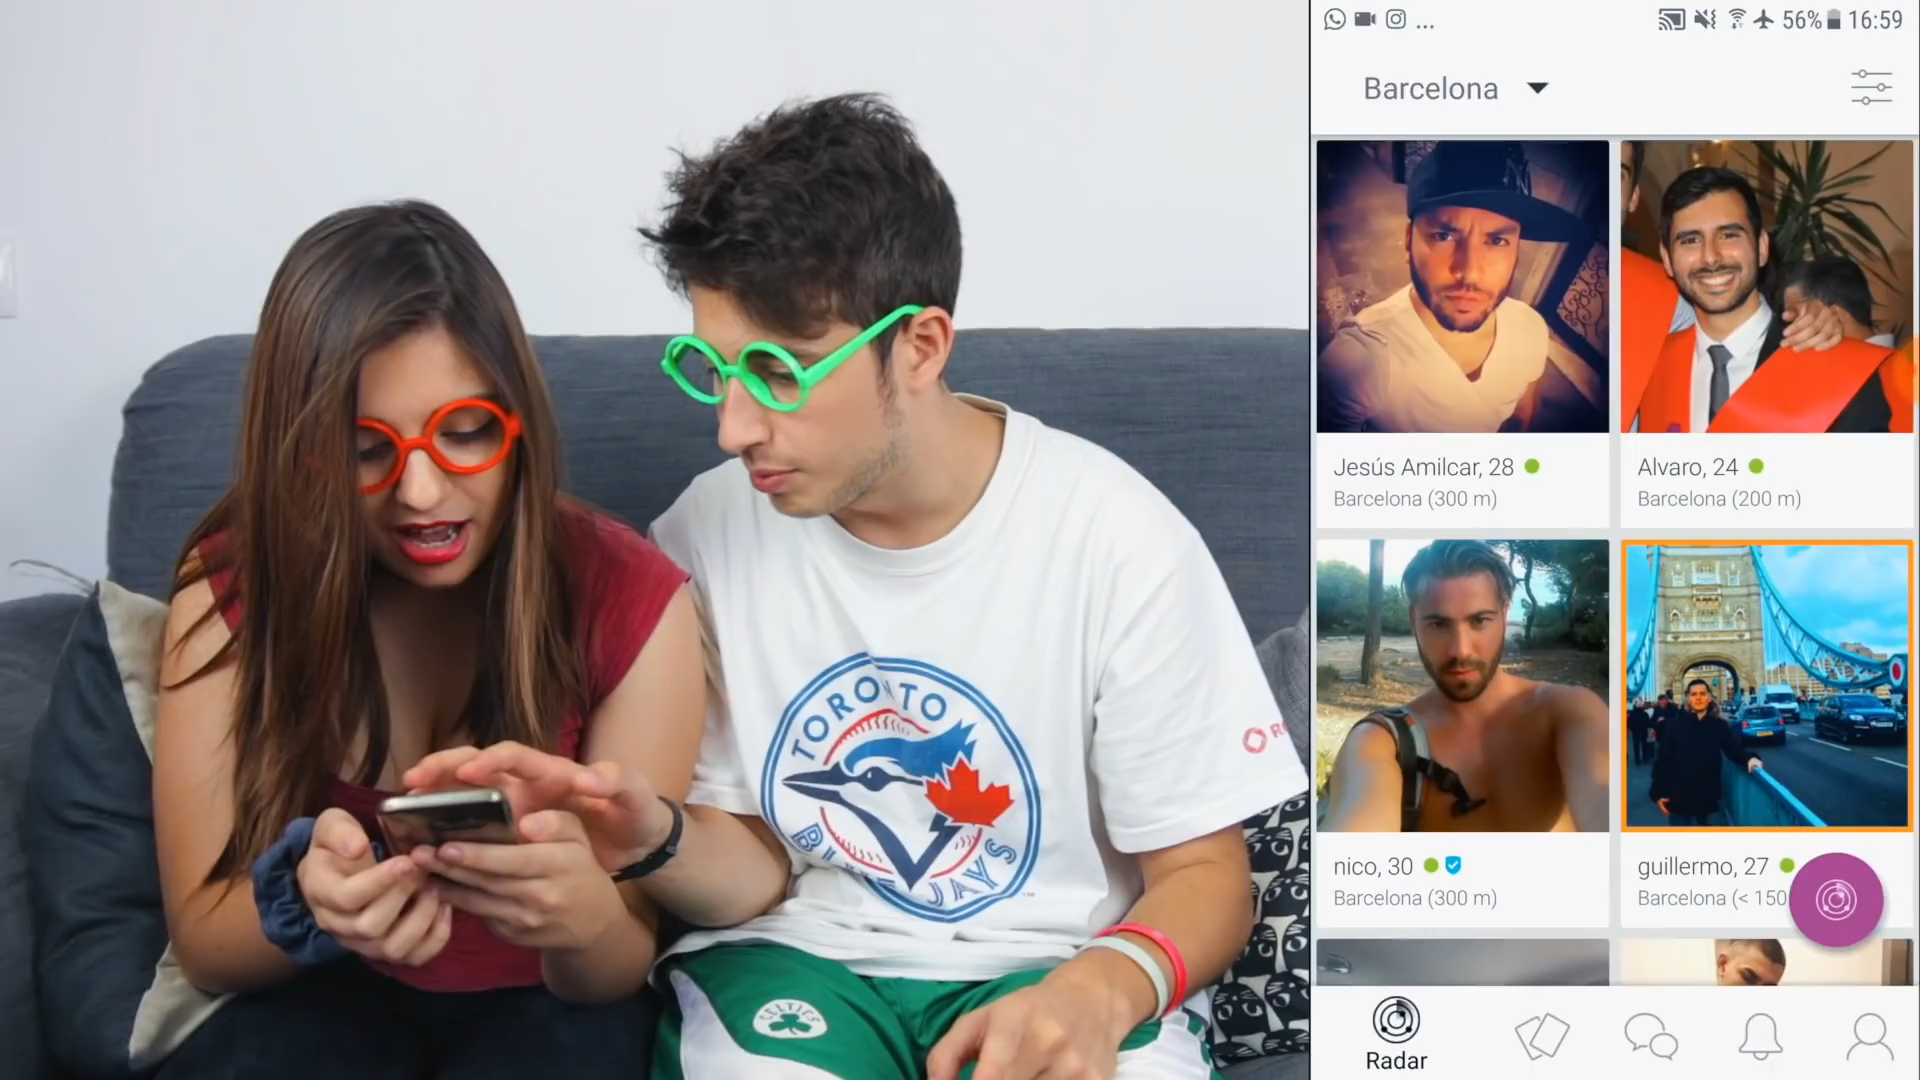 TORONTO
BLUE JAYS
CELTICS
... 56% 16:59
Barcelona
Jesús Amilcar, 28
Barcelona (300 m)
Alvaro, 24
Barcelona (200 m)
nico, 30
Barcelona (300 m)
guillermo, 27
Barcelona (< 150
Radar